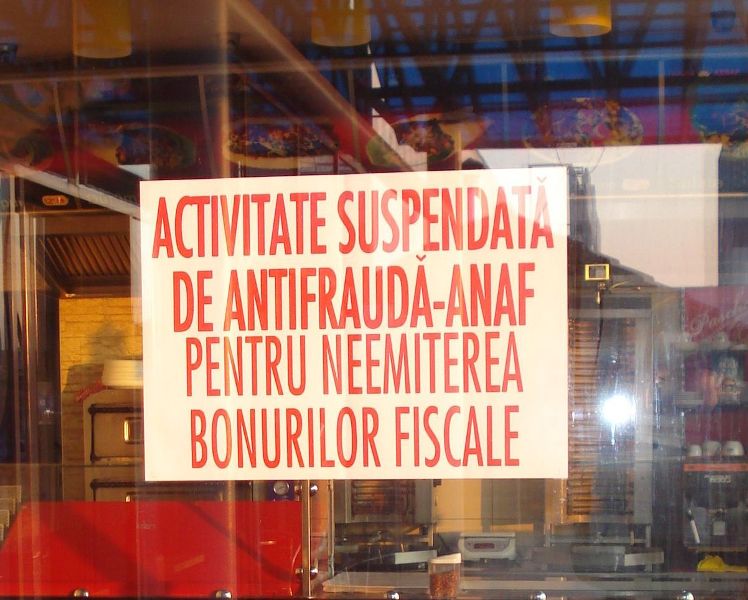 ACTIVITATE SUSPENDATĂ
DE ANTIFRAUDĂ-ANAF
PENTRU NEEMITEREA
BONURILOR FISCALE